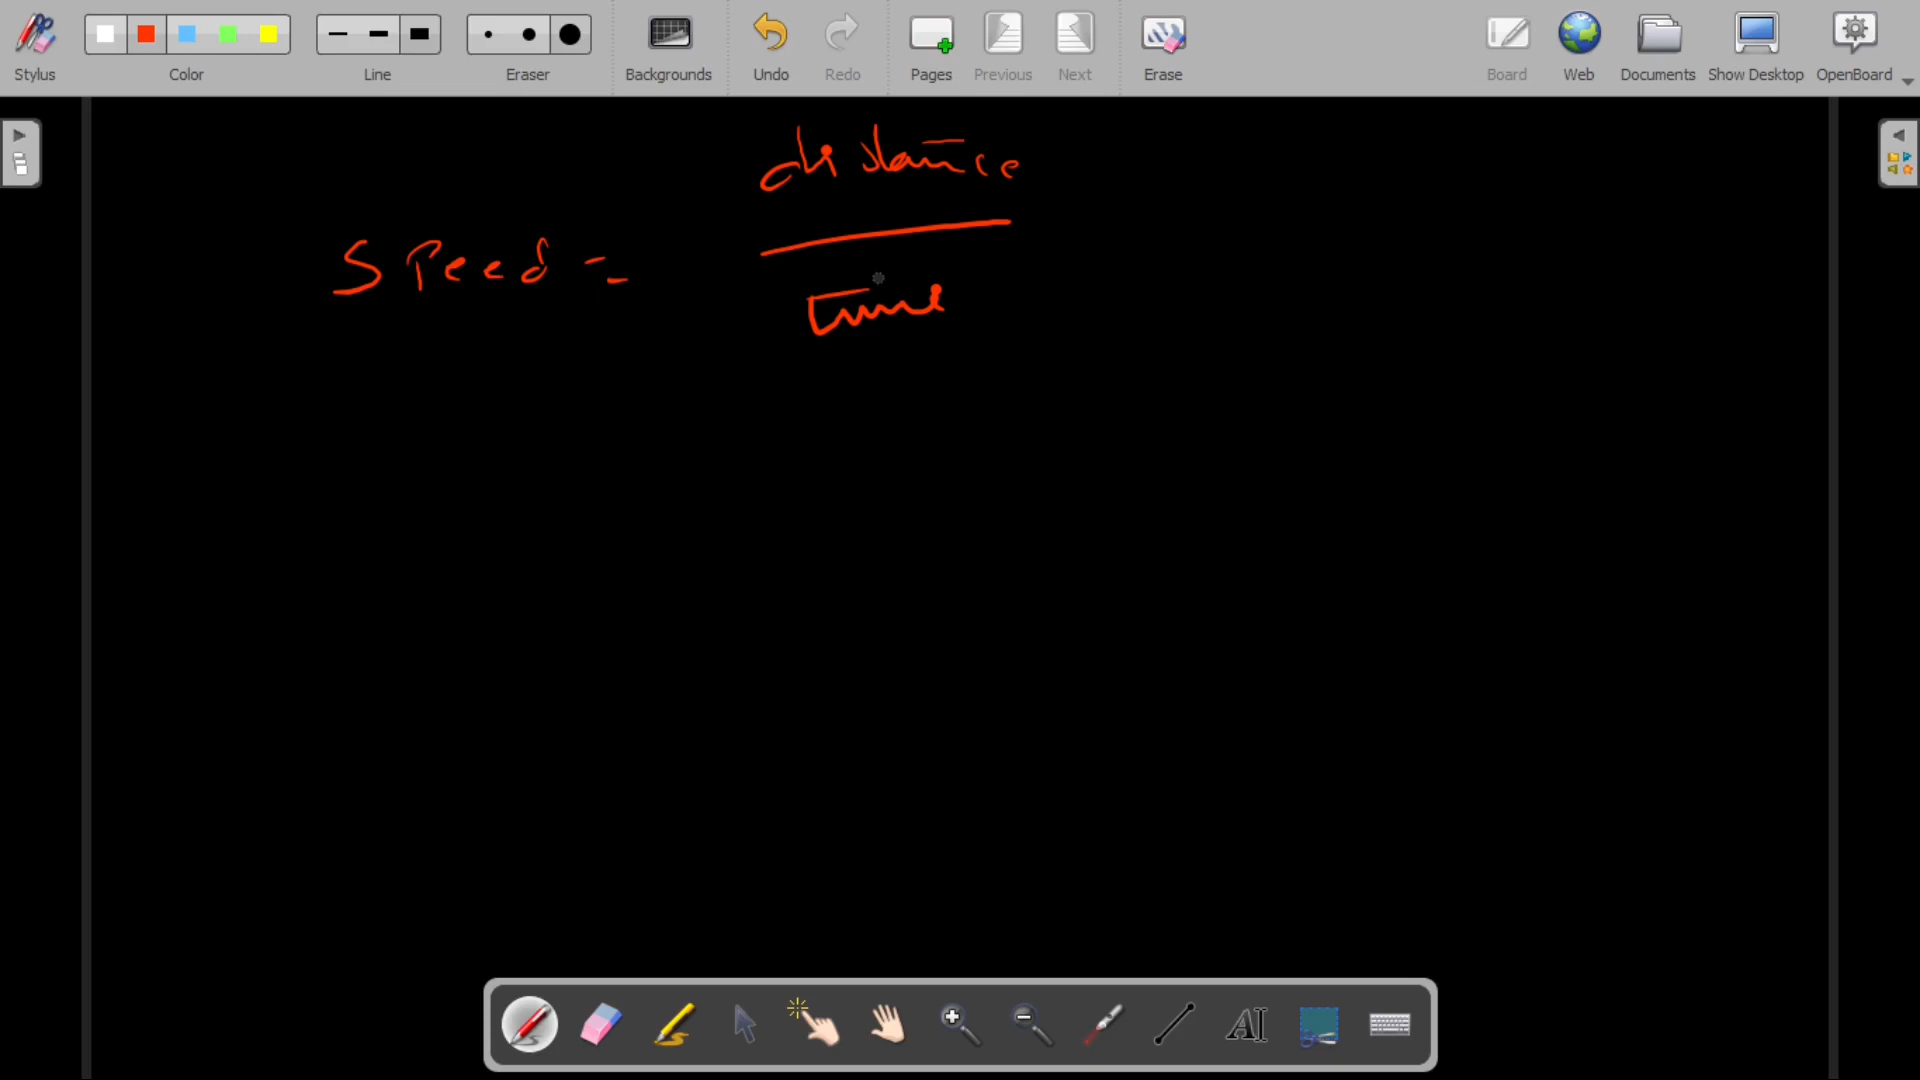 Stylus
Color
Line
Eraser
Backgrounds
Undo
Redo
Pages
Previous
Next
Erase
Board
Web
Documents
Show Desktop
OpenBoard
distance
Speed =
time
AI